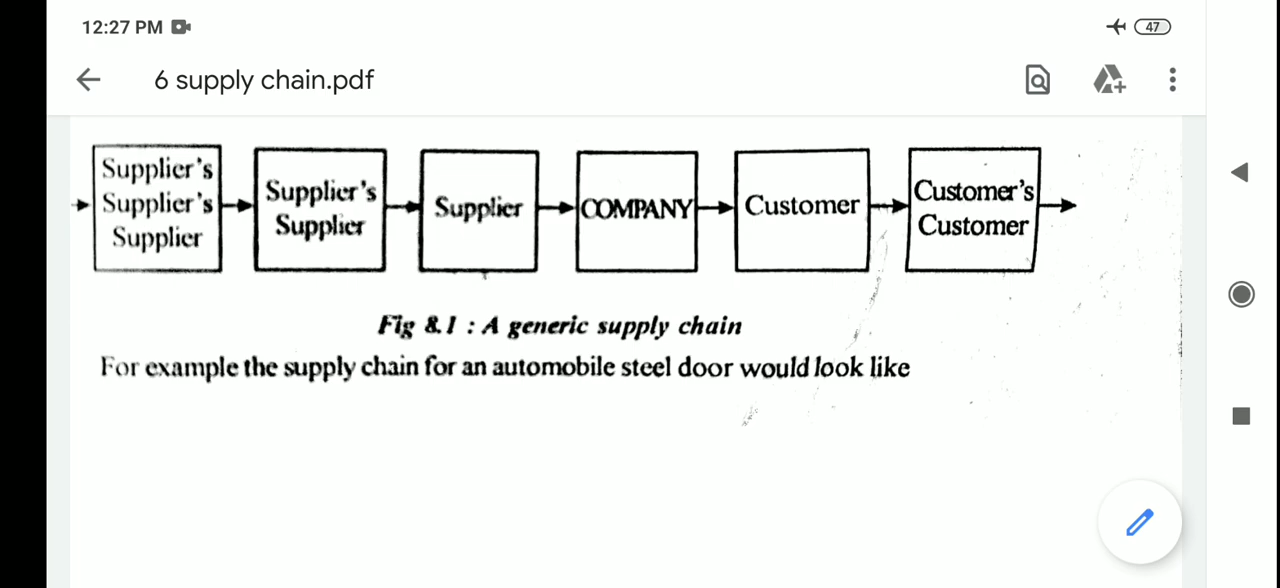 12:27 PM
47
6 supply chain.pdf
Supplier's
Supplier's
Supplier
Supplier's
Supplier
Supplier
COMPANY
Customer
Customer's
Customer
Fig 8.1 : A generic supply chain
For example the supply chain for an automobile steel door would look like